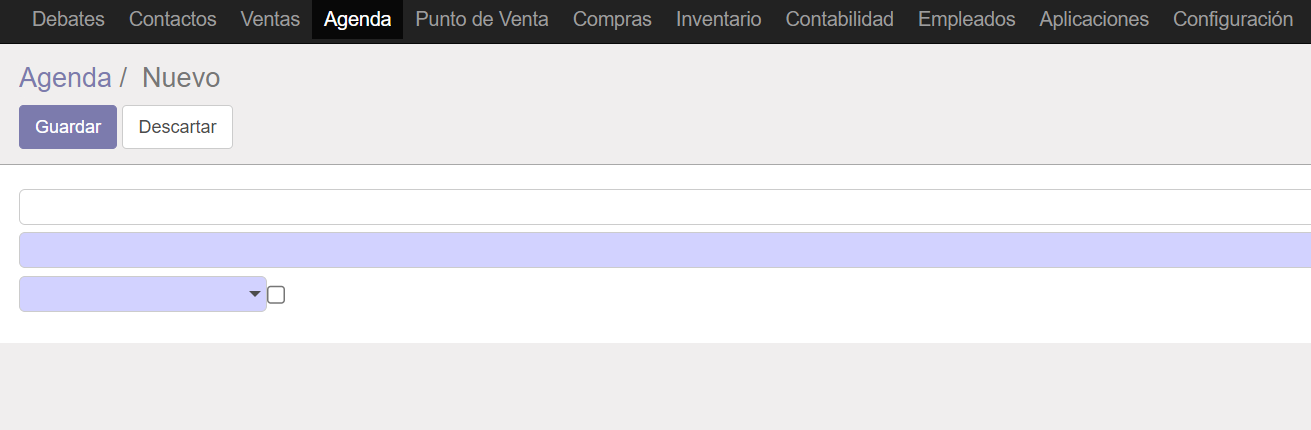 Debates Contactos Ventas Agenda Punto de Venta Compras Inventario Contabilidad Empleados Aplicaciones Configuración
Agenda / Nuevo
Guardar Descartar